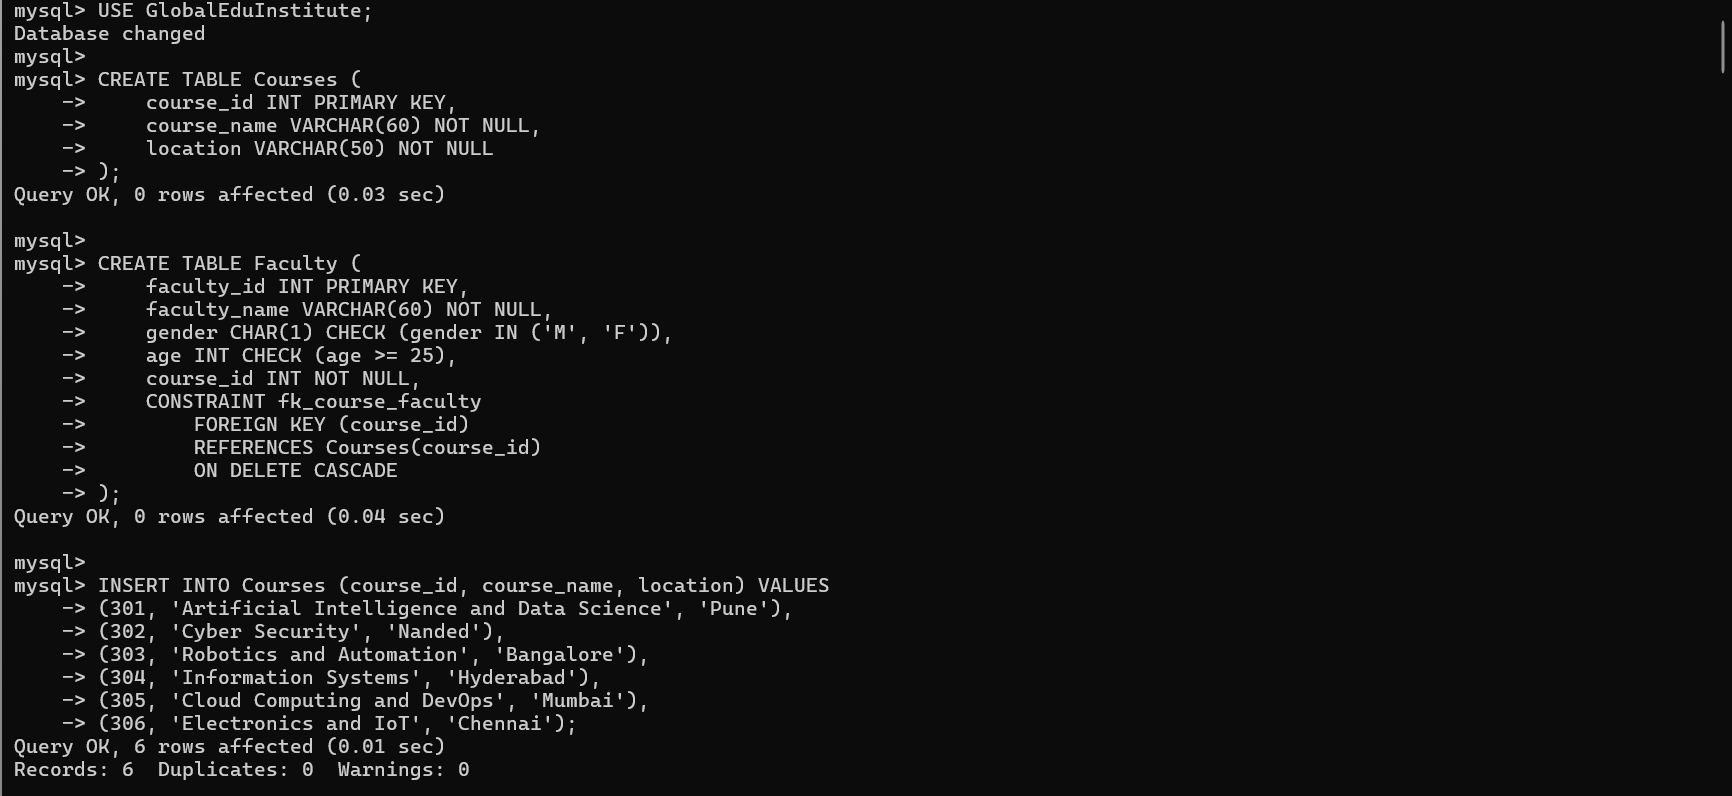 mysql> USE GlobalEduInstitute;
Database changed
mysql>
mysql> CREATE TABLE Courses (
    ->     course_id INT PRIMARY KEY,
    ->     course_name VARCHAR(60) NOT NULL,
    ->     location VARCHAR(50) NOT NULL
    -> );
Query OK, 0 rows affected (0.03 sec)

mysql>
mysql> CREATE TABLE Faculty (
    ->     faculty_id INT PRIMARY KEY,
    ->     faculty_name VARCHAR(60) NOT NULL,
    ->     gender CHAR(1) CHECK (gender IN ('M', 'F')),
    ->     age INT CHECK (age >= 25),
    ->     course_id INT NOT NULL,
    ->     CONSTRAINT fk_course_faculty
    ->         FOREIGN KEY (course_id)
    ->         REFERENCES Courses(course_id)
    ->         ON DELETE CASCADE
    -> );
Query OK, 0 rows affected (0.04 sec)

mysql>
mysql> INSERT INTO Courses (course_id, course_name, location) VALUES
    -> (301, 'Artificial Intelligence and Data Science', 'Pune'),
    -> (302, 'Cyber Security', 'Nanded'),
    -> (303, 'Robotics and Automation', 'Bangalore'),
    -> (304, 'Information Systems', 'Hyderabad'),
    -> (305, 'Cloud Computing and DevOps', 'Mumbai'),
    -> (306, 'Electronics and IoT', 'Chennai');
Query OK, 6 rows affected (0.01 sec)
Records: 6  Duplicates: 0  Warnings: 0